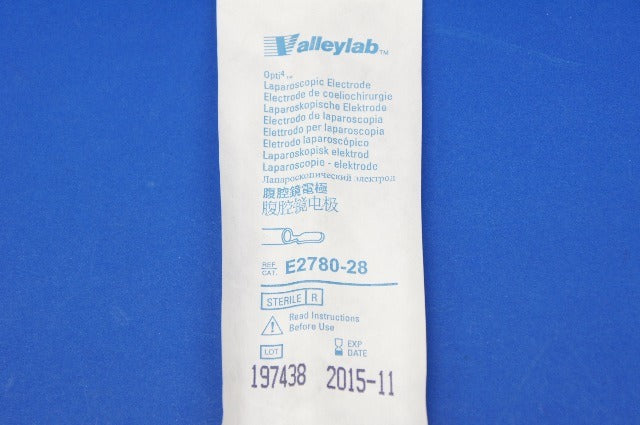 Valleylab™
Opti4™
Laparoscopic Electrode
Electrode de coeliochirurgie
Laparoskopische Elektrode
Electrodo de laparoscopia
Elettrodo per laparoscopia
Eletrodo laparoscópico
Laparoskopisk elektrod
Laparoscopie - elektrode
Лапароскопический электрод
腹腔鏡電極
腹腔镜电极
REF. CAT. E2780-28
STERILE R
Read Instructions
Before Use
LOT EXP DATE
197438 2015-11